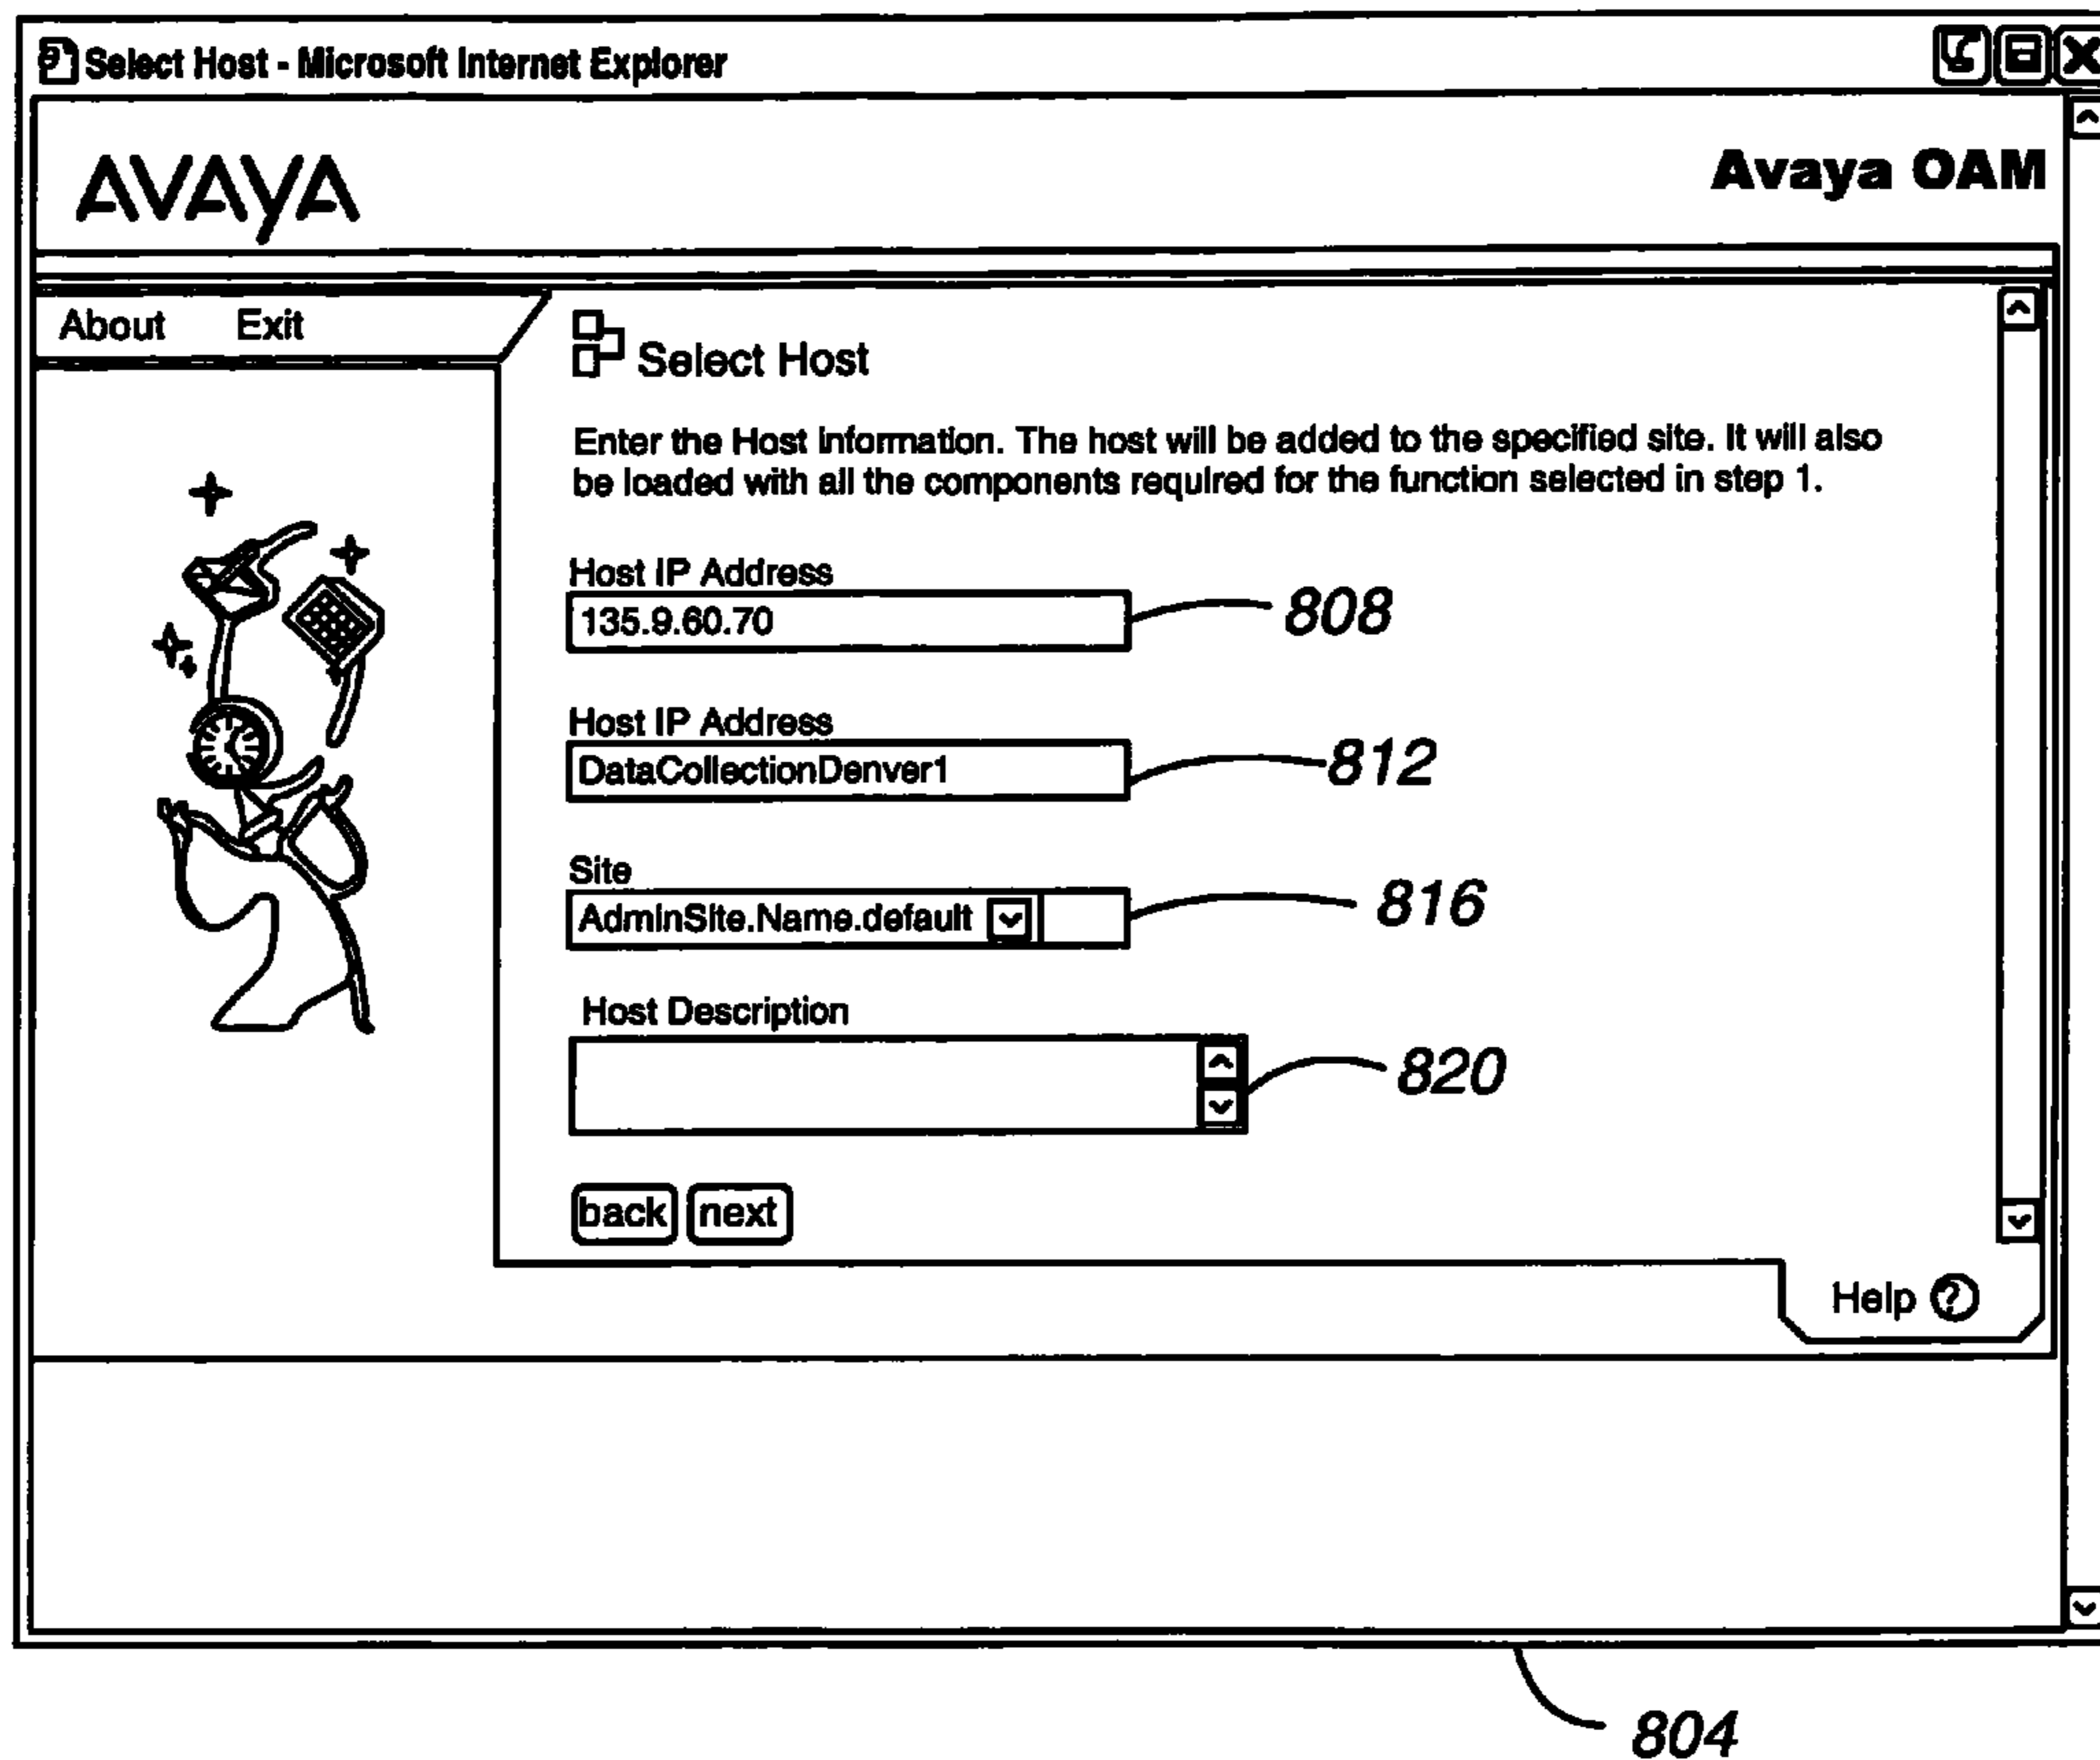 Select Host - Microsoft Internet Explorer
AVAYA
Avaya OAM
About Exit
Select Host
Enter the Host information. The host will be added to the specified site. It will also
be loaded with all the components required for the function selected in step 1.
Host IP Address
135.9.60.70
808
Host IP Address
DataCollectionDenver1
812
Site
AdminSite.Name.default
816
Host Description
820
back next
Help ?
804